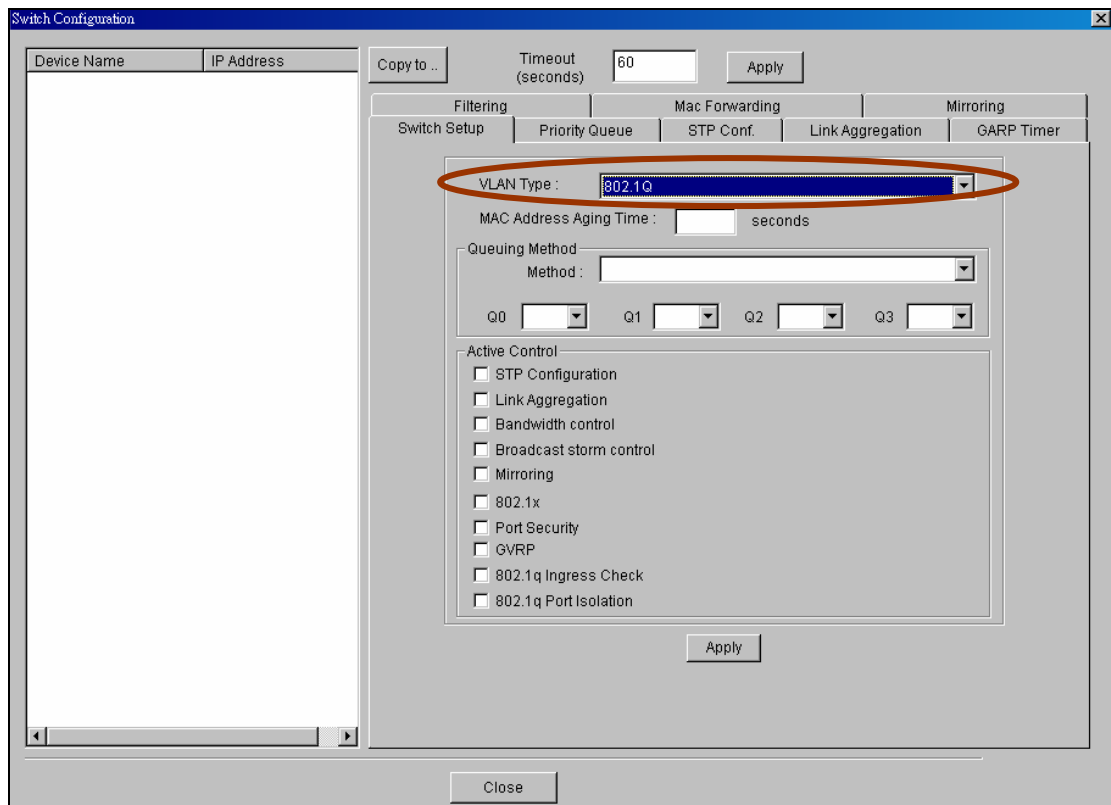 Switch Configuration
Device Name IP Address
Copy to ..
Timeout
(seconds)
60
Apply
Filtering Mac Forwarding Mirroring
Switch Setup Priority Queue STP Conf. Link Aggregation GARP Timer
VLAN Type : 802.1Q
MAC Address Aging Time : seconds
Queuing Method
Method :
Q0 Q1 Q2 Q3
Active Control
STP Configuration
Link Aggregation
Bandwidth control
Broadcast storm control
Mirroring
802.1x
Port Security
GVRP
802.1q Ingress Check
802.1q Port Isolation
Apply
Close